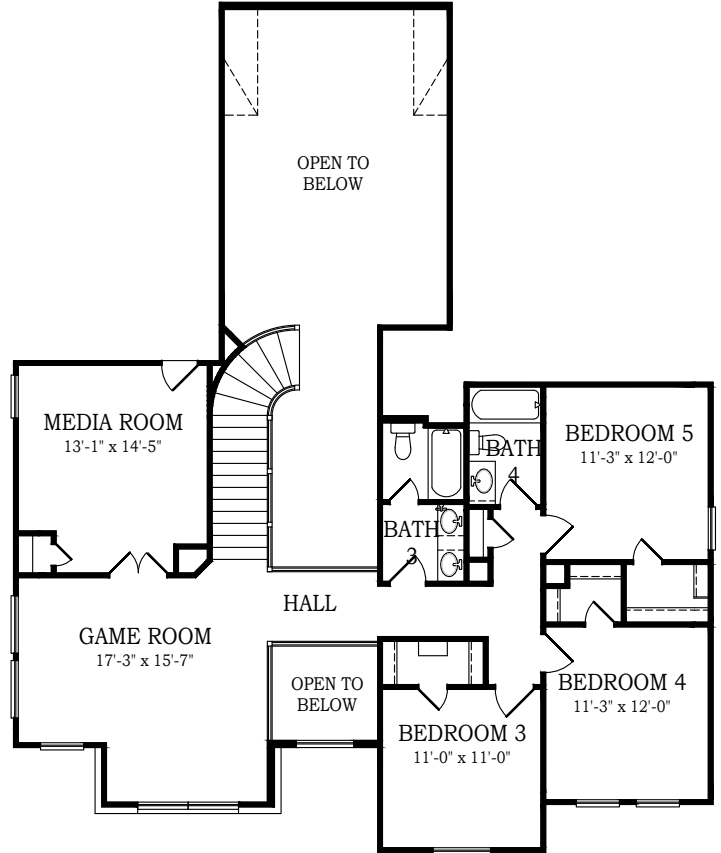 OPEN TO
BELOW
MEDIA ROOM
13'-1" x 14'-5"
BATH
4
BEDROOM 5
11'-3" x 12'-0"
BATH
3
HALL
GAME ROOM
17'-3" x 15'-7"
OPEN TO
BELOW
BEDROOM 4
11'-3" x 12'-0"
BEDROOM 3
11'-0" x 11'-0"